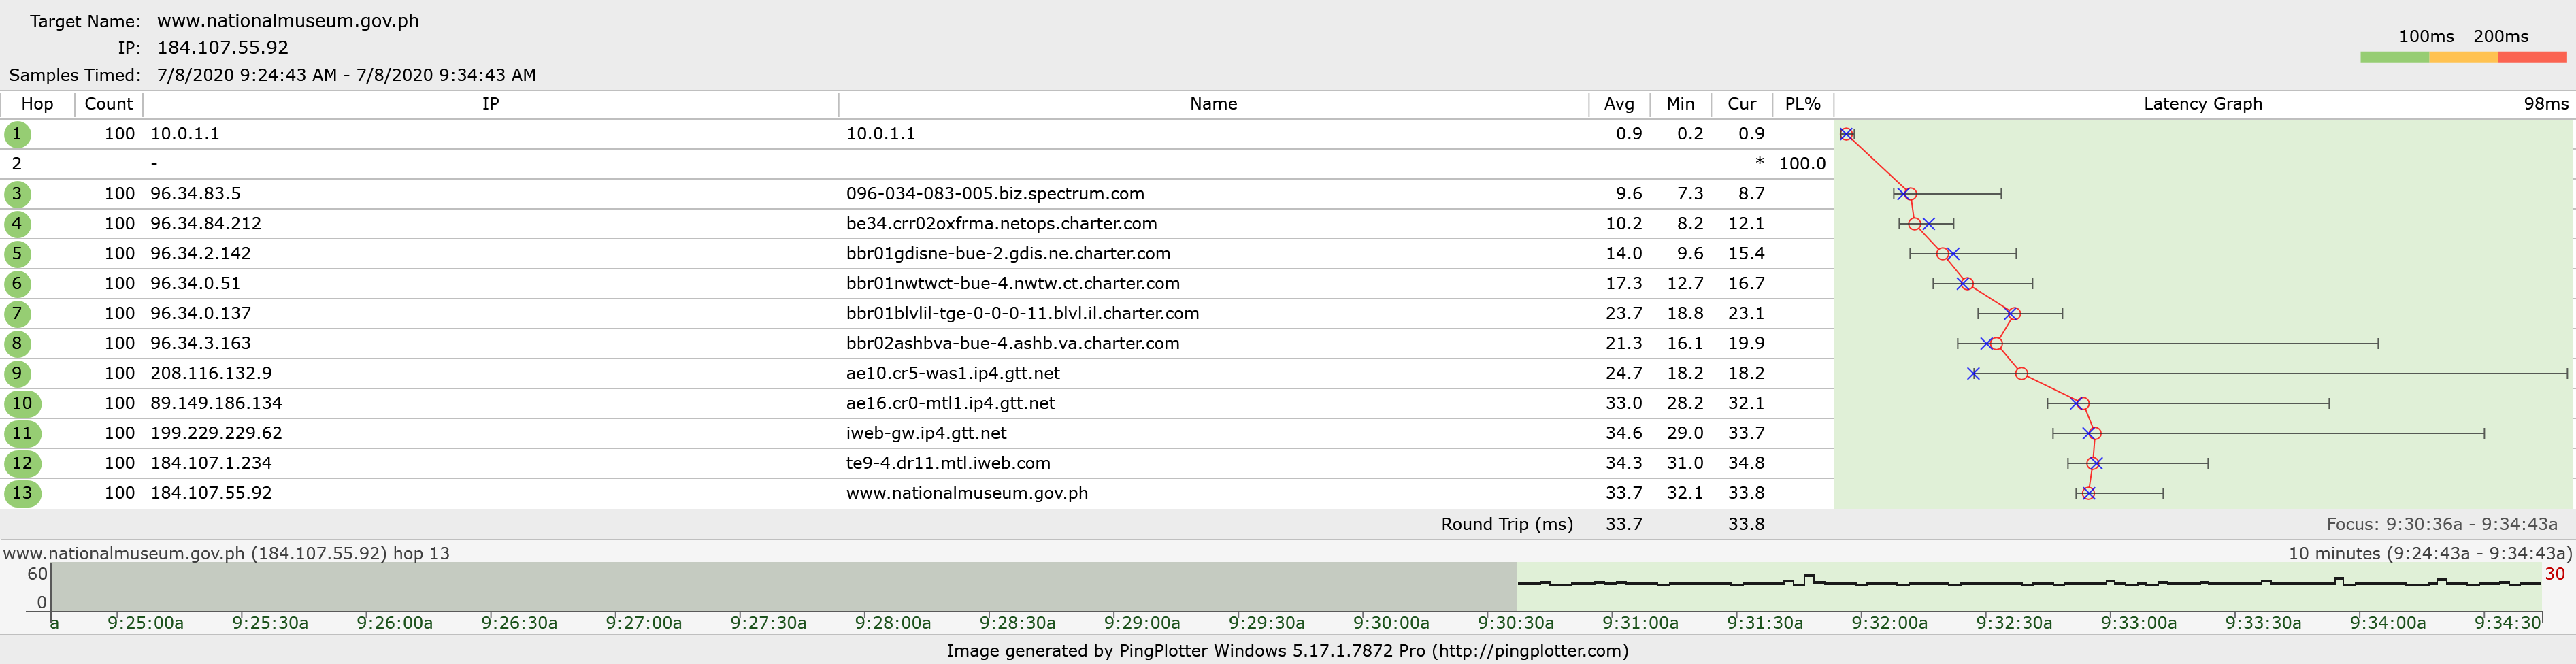 Target Name: www.nationalmuseum.gov.ph
IP: 184.107.55.92
Samples Timed: 7/8/2020 9:24:43 AM - 7/8/2020 9:34:43 AM
100ms 200ms
Hop Count IP Name Avg Min Cur PL% Latency Graph 98ms
1 100 10.0.1.1 10.0.1.1 0.9 0.2 0.9
2 - * 100.0
3 100 96.34.83.5 096-034-083-005.biz.spectrum.com 9.6 7.3 8.7
4 100 96.34.84.212 be34.crr02oxfrma.netops.charter.com 10.2 8.2 12.1
5 100 96.34.2.142 bbr01gdisne-bue-2.gdis.ne.charter.com 14.0 9.6 15.4
6 100 96.34.0.51 bbr01nwtwct-bue-4.nwtw.ct.charter.com 17.3 12.7 16.7
7 100 96.34.0.137 bbr01blvlil-tge-0-0-0-11.blvl.il.charter.com 23.7 18.8 23.1
8 100 96.34.3.163 bbr02ashbva-bue-4.ashb.va.charter.com 21.3 16.1 19.9
9 100 208.116.132.9 ae10.cr5-was1.ip4.gtt.net 24.7 18.2 18.2
10 100 89.149.186.134 ae16.cr0-mtl1.ip4.gtt.net 33.0 28.2 32.1
11 100 199.229.229.62 iweb-gw.ip4.gtt.net 34.6 29.0 33.7
12 100 184.107.1.234 te9-4.dr11.mtl.iweb.com 34.3 31.0 34.8
13 100 184.107.55.92 www.nationalmuseum.gov.ph 33.7 32.1 33.8
Round Trip (ms) 33.7 33.8 Focus: 9:30:36a - 9:34:43a
www.nationalmuseum.gov.ph (184.107.55.92) hop 13 10 minutes (9:24:43a - 9:34:43a)
60 30
0
a 9:25:00a 9:25:30a 9:26:00a 9:26:30a 9:27:00a 9:27:30a 9:28:00a 9:28:30a 9:29:00a 9:29:30a 9:30:00a 9:30:30a 9:31:00a 9:31:30a 9:32:00a 9:32:30a 9:33:00a 9:33:30a 9:34:00a 9:34:30
Image generated by PingPlotter Windows 5.17.1.7872 Pro (http://pingplotter.com)